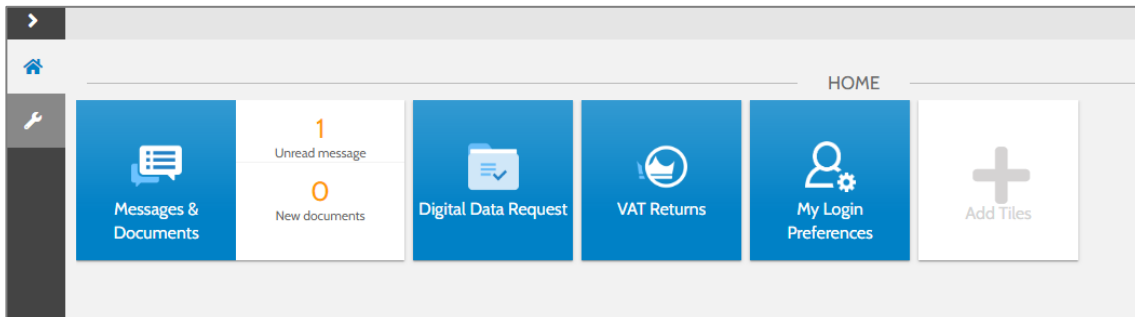 HOME
1
Unread message
0
New documents
Messages &
Documents
Digital Data Request
VAT Returns
My Login
Preferences
Add Tiles